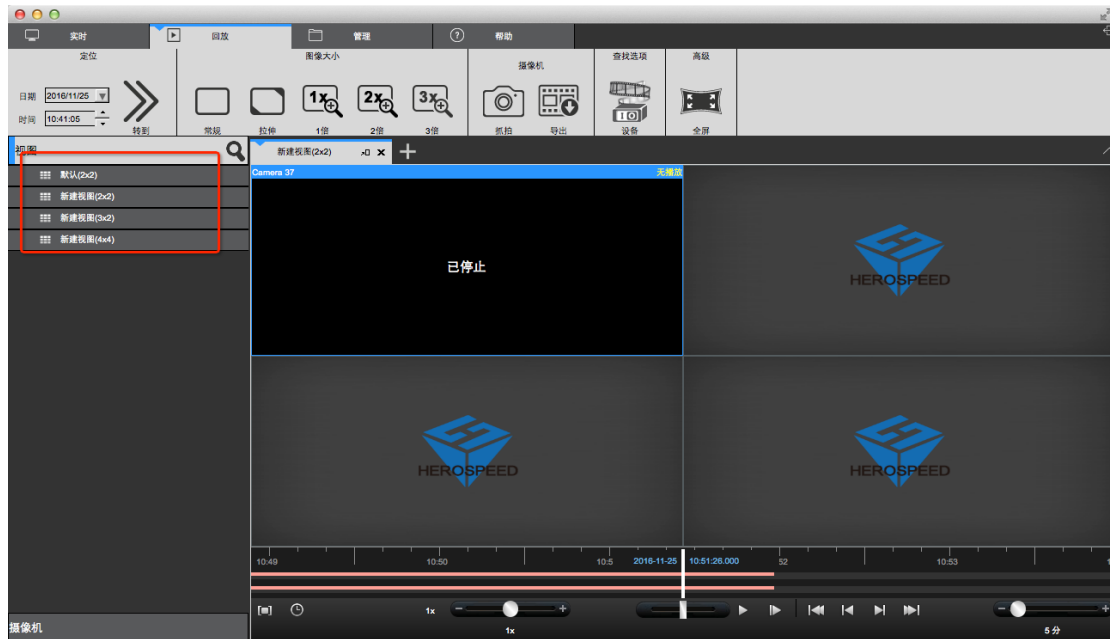 实时 回放 管理 ? 帮助
定位 图像大小 摄像机 查找选项 高级
日期 2016/11/25
时间 10:41:05
1x 2x 3x
转到 常规 拉伸 1倍 2倍 3倍 抓拍 导出 设备 全屏
视图 新建视图(2x2)
默认(2x2)
新建视图(2x2)
新建视图(3x2)
新建视图(4x4)
Camera 37 无播放
已停止
HEROSPEED
HEROSPEED
HEROSPEED
10:49 10:50 10:5 2016-11-25 10:51:26.000 52 10:53
1x
1x 5分
摄像机